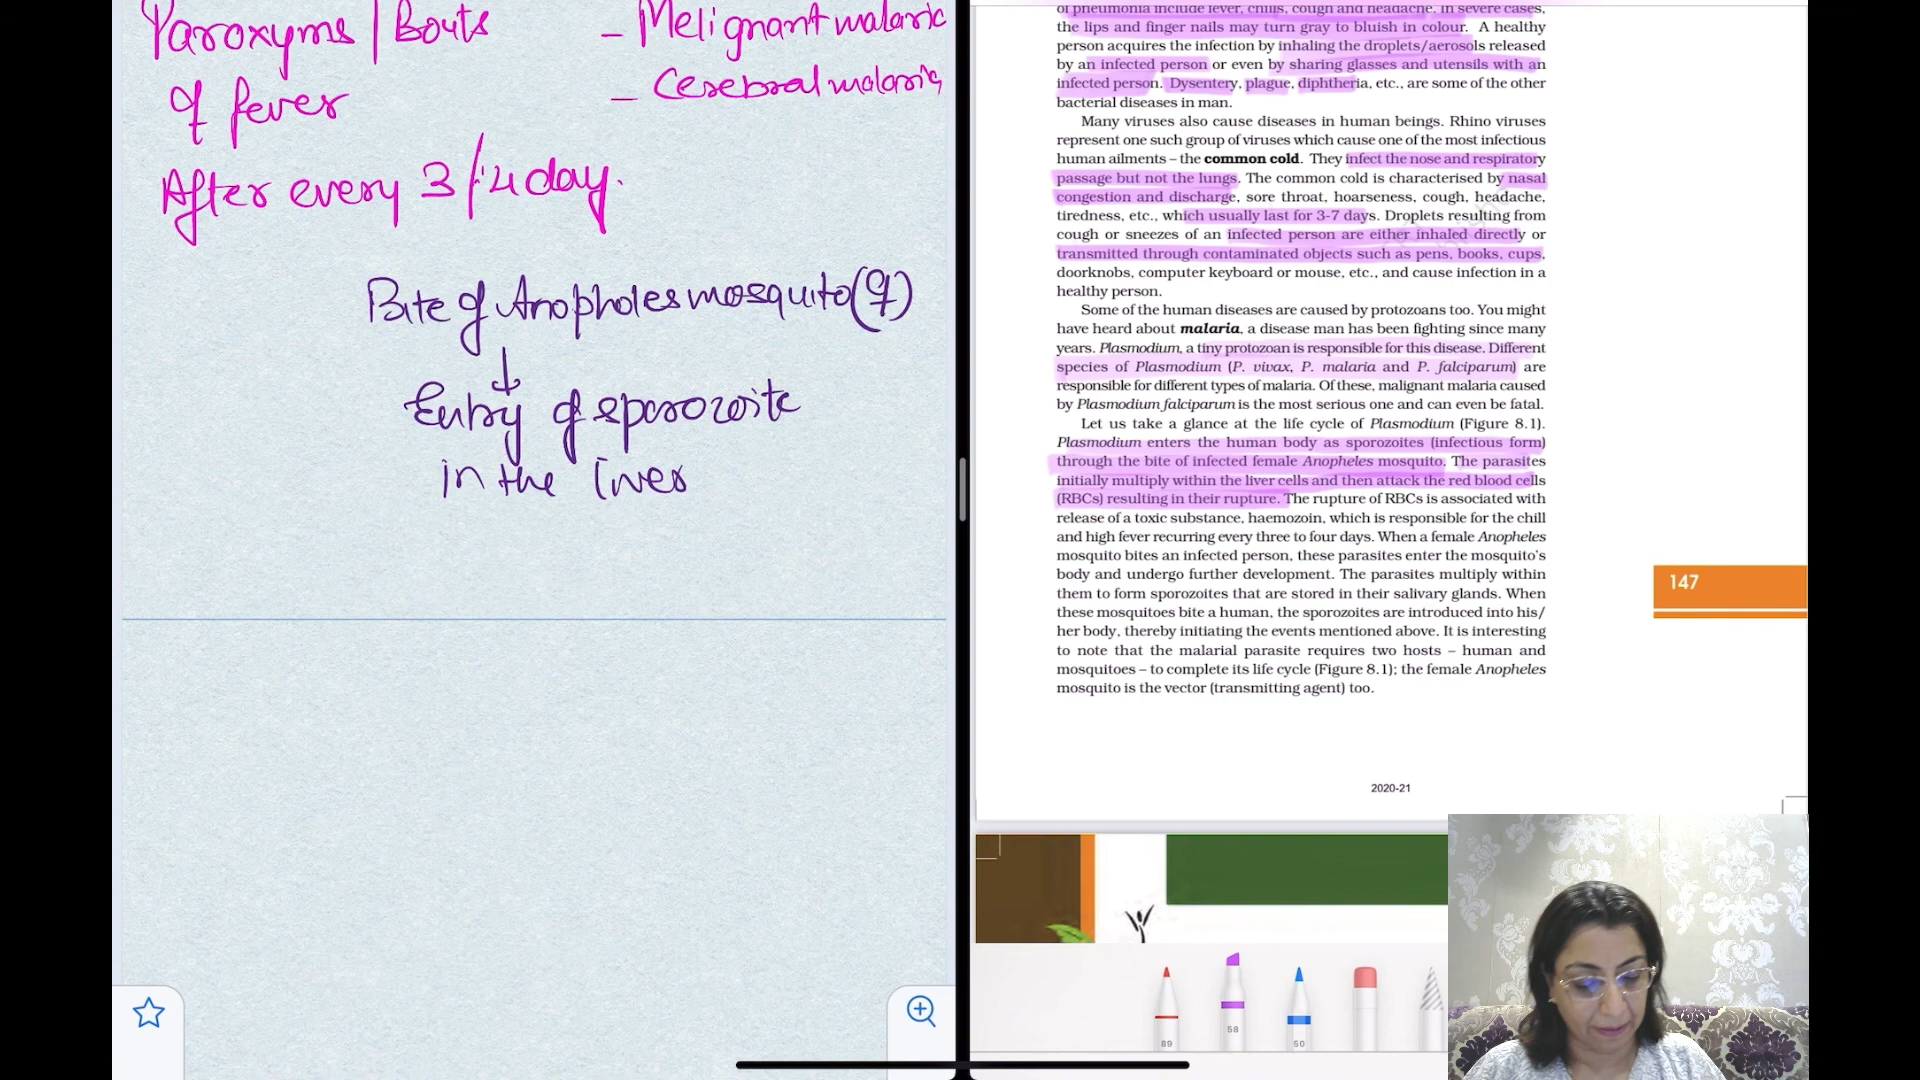 Paroxyms / Bouts
of fever
After every 3/4 day.
- Melignant malaria
- Cerebral malaria
Bite of Anopholes mosquito (♀)
↓
Entry of sporozoite
in the liver
of pneumonia include fever, chills, cough and headache. In severe cases,
the lips and finger nails may turn gray to bluish in colour. A healthy
person acquires the infection by inhaling the droplets/aerosols released
by an infected person or even by sharing glasses and utensils with an
infected person. Dysentery, plague, diphtheria, etc., are some of the other
bacterial diseases in man.
Many viruses also cause diseases in human beings. Rhino viruses
represent one such group of viruses which cause one of the most infectious
human ailments – the common cold. They infect the nose and respiratory
passage but not the lungs. The common cold is characterised by nasal
congestion and discharge, sore throat, hoarseness, cough, headache,
tiredness, etc., which usually last for 3-7 days. Droplets resulting from
cough or sneezes of an infected person are either inhaled directly or
transmitted through contaminated objects such as pens, books, cups,
doorknobs, computer keyboard or mouse, etc., and cause infection in a
healthy person.
Some of the human diseases are caused by protozoans too. You might
have heard about malaria, a disease man has been fighting since many
years. Plasmodium, a tiny protozoan is responsible for this disease. Different
species of Plasmodium (P. vivax, P. malaria and P. falciparum) are
responsible for different types of malaria. Of these, malignant malaria caused
by Plasmodium falciparum is the most serious one and can even be fatal.
Let us take a glance at the life cycle of Plasmodium (Figure 8.1).
Plasmodium enters the human body as sporozoites (infectious form)
through the bite of infected female Anopheles mosquito. The parasites
initially multiply within the liver cells and then attack the red blood cells
(RBCs) resulting in their rupture. The rupture of RBCs is associated with
release of a toxic substance, haemozoin, which is responsible for the chill
and high fever recurring every three to four days. When a female Anopheles
mosquito bites an infected person, these parasites enter the mosquito's
body and undergo further development. The parasites multiply within
them to form sporozoites that are stored in their salivary glands. When
these mosquitoes bite a human, the sporozoites are introduced into his/
her body, thereby initiating the events mentioned above. It is interesting
to note that the malarial parasite requires two hosts – human and
mosquitoes – to complete its life cycle (Figure 8.1); the female Anopheles
mosquito is the vector (transmitting agent) too.
147
2020-21
89
58
50